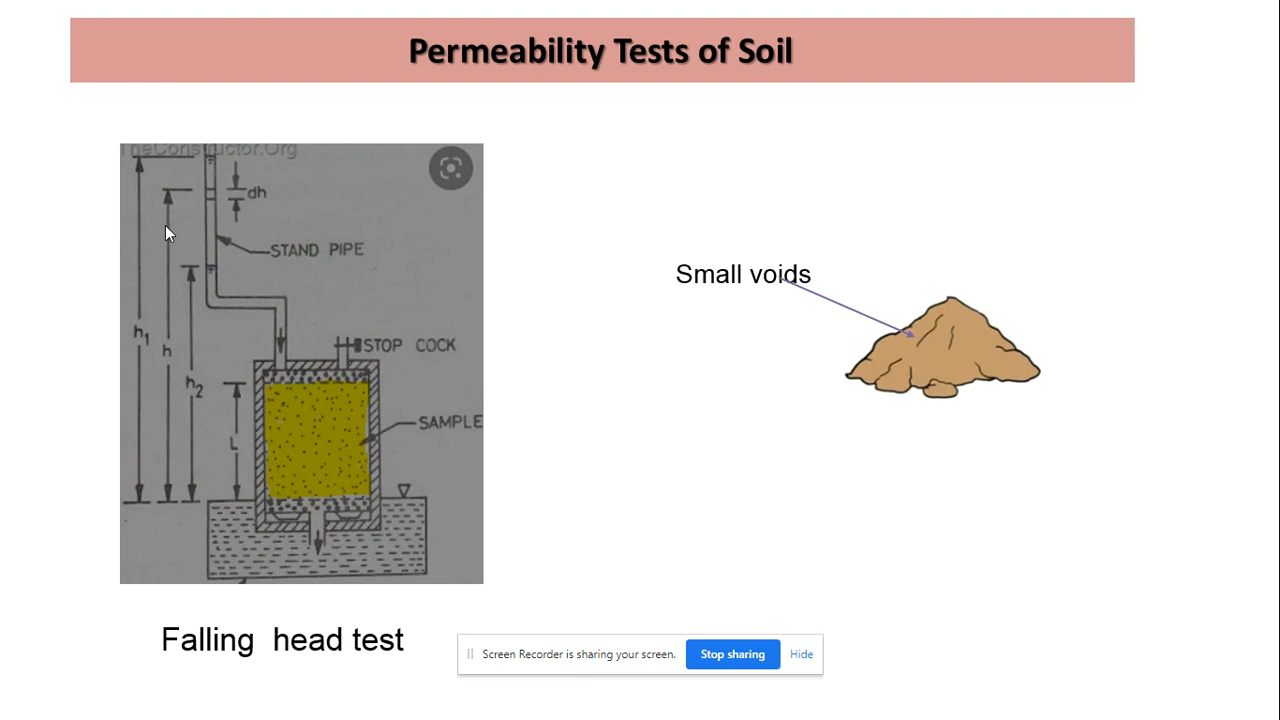 Permeability Tests of Soil
TheConstructor.Org
dh
STAND PIPE
Small voids
h1
h
STOP COCK
h2
SAMPLE
L
Falling head test
Screen Recorder is sharing your screen.
Stop sharing
Hide